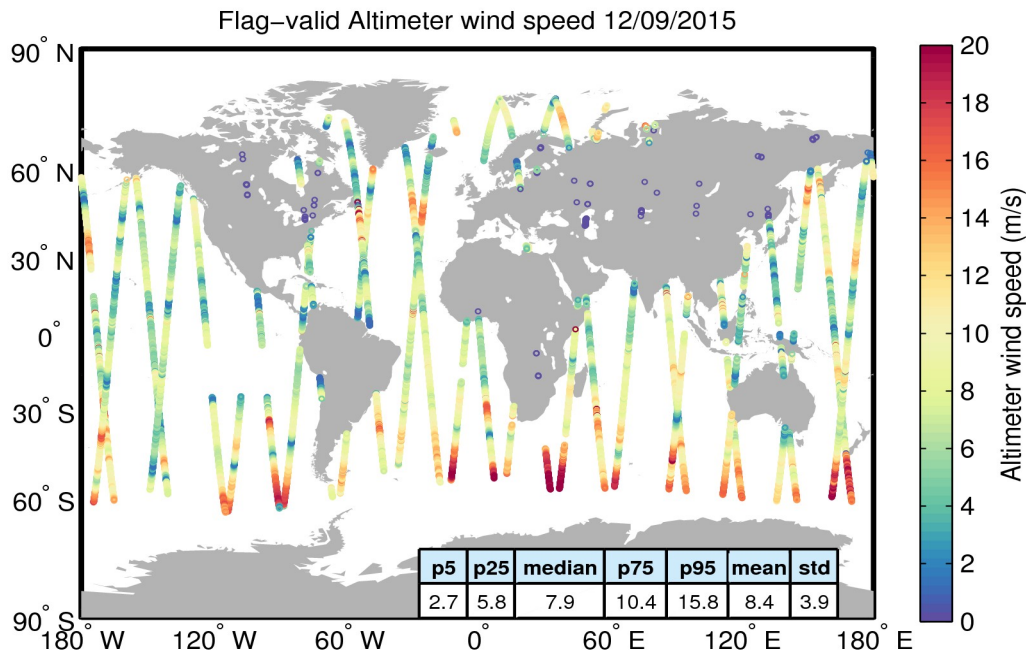 Flag−valid Altimeter wind speed 12/09/2015
90° N
60° N
30° N
0°
30° S
60° S
90° S
180° W
120° W
60° W
0°
60° E
120° E
180° E
p5 p25 median p75 p95 mean std
2.7 5.8 7.9 10.4 15.8 8.4 3.9
20
18
16
14
12
10
8
6
4
2
0
Altimeter wind speed (m/s)